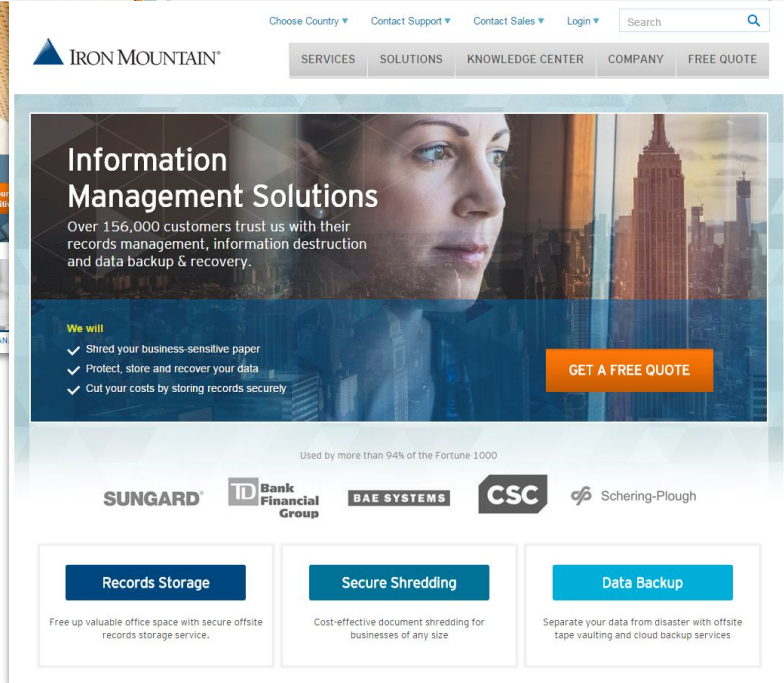 Choose Country ▼ Contact Support ▼ Contact Sales ▼ Login ▼ Search
IRON MOUNTAIN®
SERVICES SOLUTIONS KNOWLEDGE CENTER COMPANY FREE QUOTE
Information
Management Solutions
Over 156,000 customers trust us with their
records management, information destruction
and data backup & recovery.
We will
Shred your business-sensitive paper
Protect, store and recover your data
Cut your costs by storing records securely
GET A FREE QUOTE
Used by more than 94% of the Fortune 1000
SUNGARD®
TD Bank
Financial
Group
BAE SYSTEMS
CSC
Schering-Plough
Records Storage
Free up valuable office space with secure offsite
records storage service.
Secure Shredding
Cost-effective document shredding for
businesses of any size
Data Backup
Separate your data from disaster with offsite
tape vaulting and cloud backup services